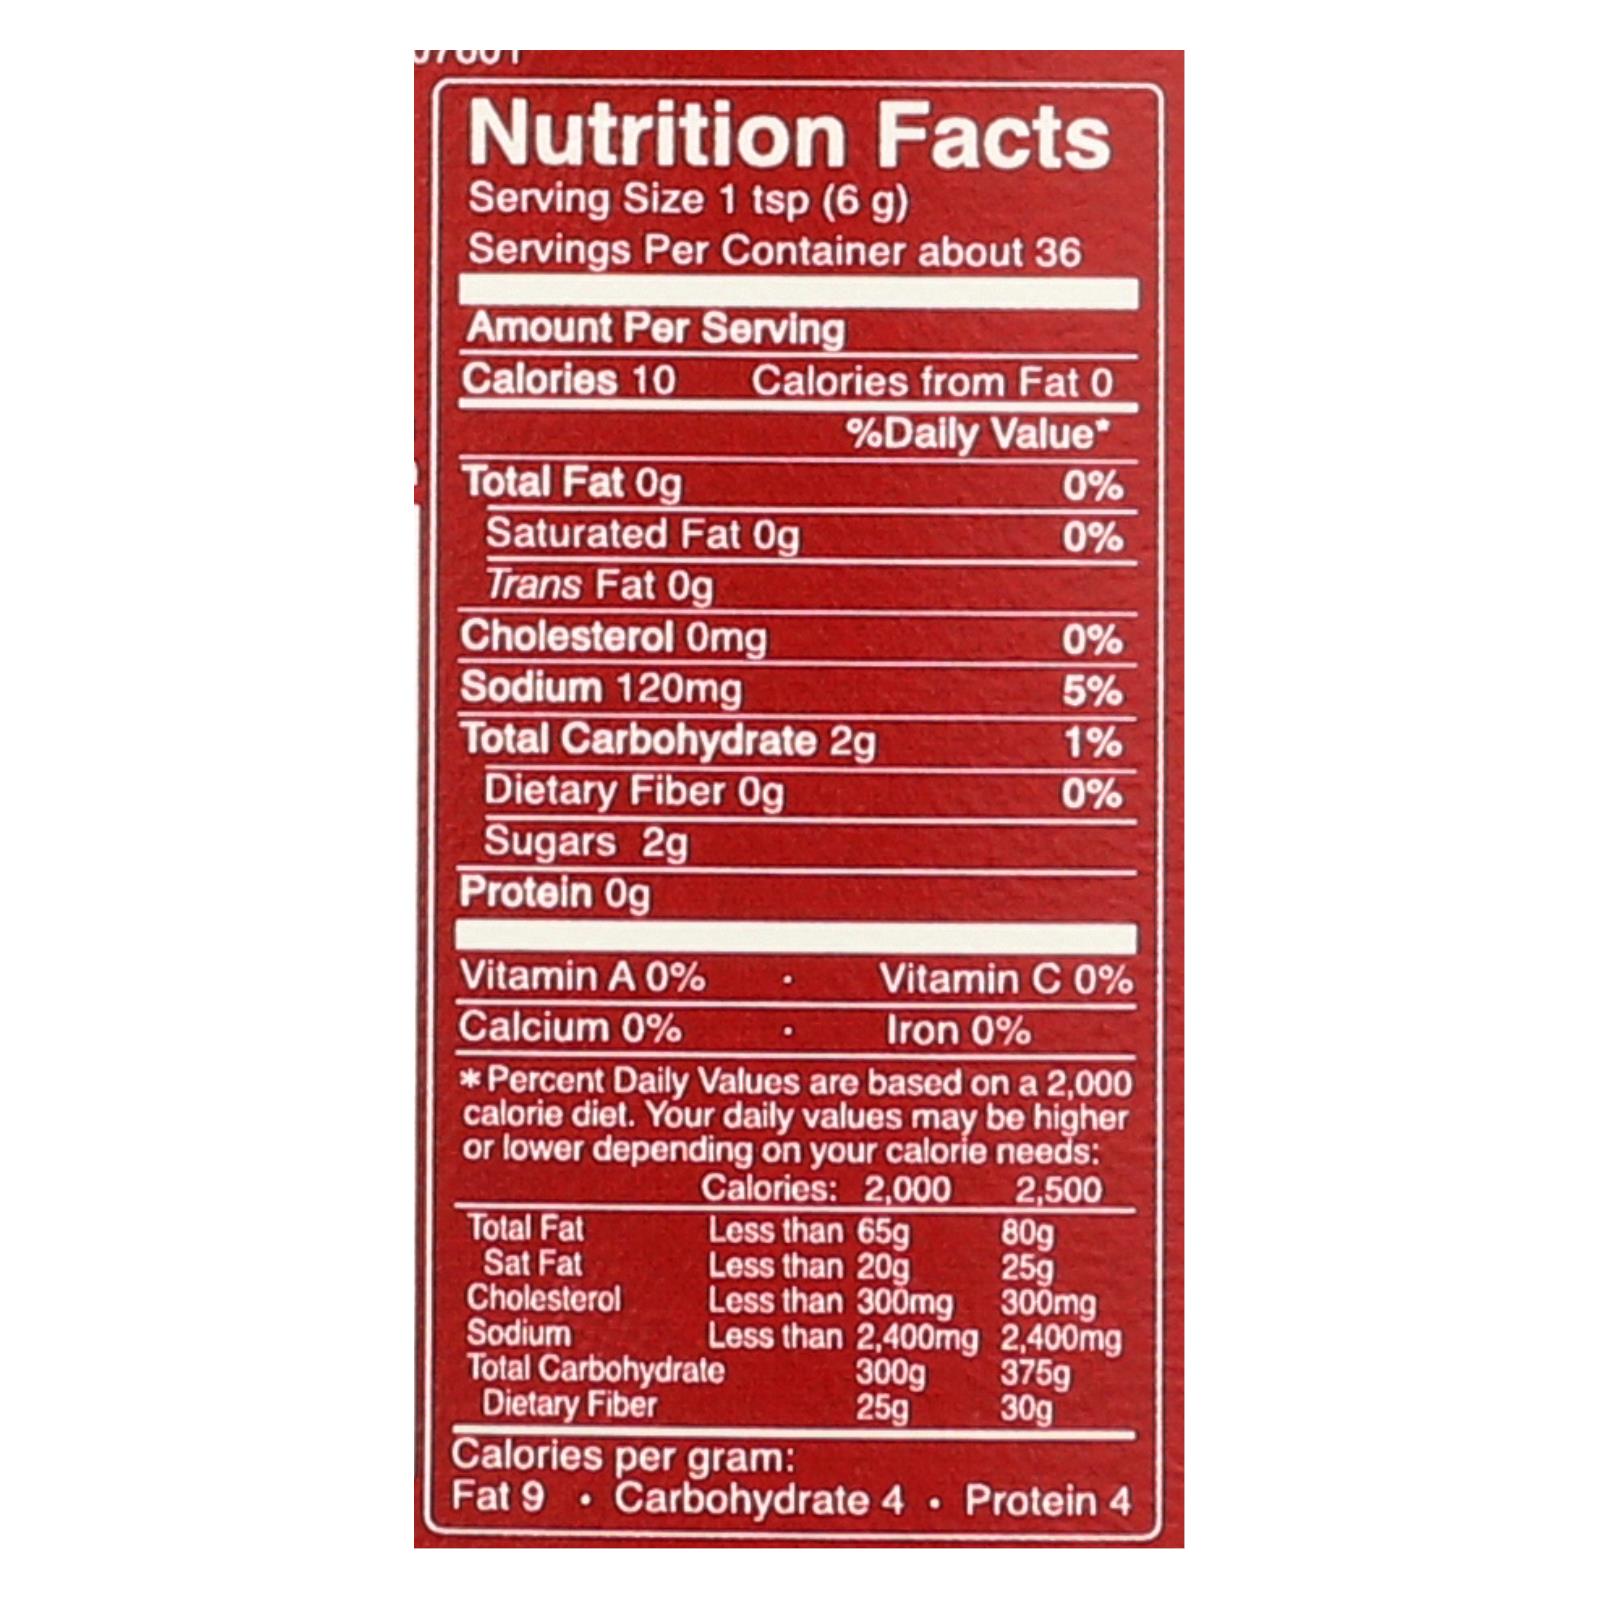 Nutrition Facts
Serving Size 1 tsp (6 g)
Servings Per Container about 36
Amount Per Serving
Calories 10 Calories from Fat 0
%Daily Value*
Total Fat 0g 0%
Saturated Fat 0g 0%
Trans Fat 0g
Cholesterol 0mg 0%
Sodium 120mg 5%
Total Carbohydrate 2g 1%
Dietary Fiber 0g 0%
Sugars 2g
Protein 0g
Vitamin A 0% · Vitamin C 0%
Calcium 0% · Iron 0%
* Percent Daily Values are based on a 2,000
calorie diet. Your daily values may be higher
or lower depending on your calorie needs:
Calories: 2,000 2,500
Total Fat Less than 65g 80g
Sat Fat Less than 20g 25g
Cholesterol Less than 300mg 300mg
Sodium Less than 2,400mg 2,400mg
Total Carbohydrate 300g 375g
Dietary Fiber 25g 30g
Calories per gram:
Fat 9 • Carbohydrate 4 • Protein 4